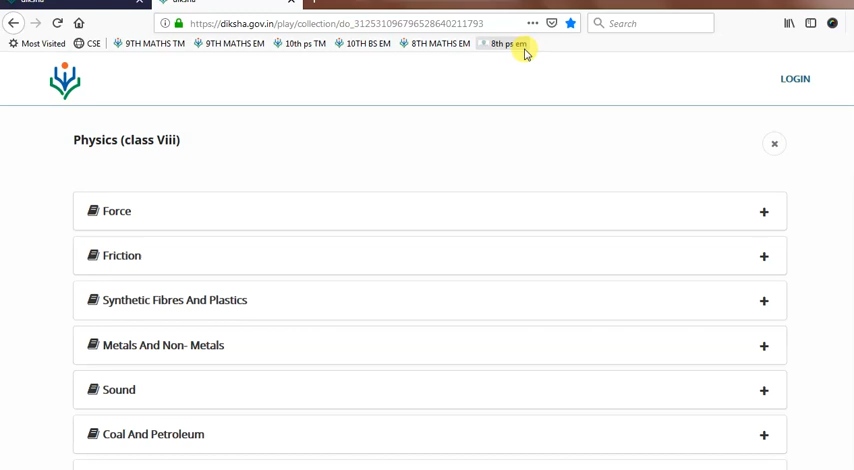 diksha
diksha
https://diksha.gov.in/play/collection/do_312531096796528640211793
Search
Most Visited CSE 9TH MATHS TM 9TH MATHS EM 10th ps TM 10TH BS EM 8TH MATHS EM 8th ps em
LOGIN
Physics (class Viii)
Force
Friction
Synthetic Fibres And Plastics
Metals And Non- Metals
Sound
Coal And Petroleum